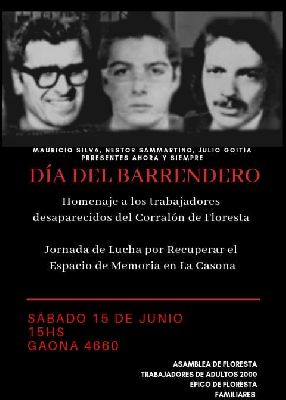 MAURICIO SILVA, NESTOR SAMMARTINO, JULIO GOITIA
PRRESENTES AHORA Y SIEMPRE
DÍA DEL BARRENDERO
Homenaje a los trabajadores
desaparecidos del Corralón de Floresta
Jornada de Lucha por Recuperar el
Espacio de Memoria en La Casona
SÁBADO 15 DE JUNIO
15HS
GAONA 4660
ASAMBLEA DE FLORESTA
TRABAJADORES DE ADULTOS 2000
EPICO DE FLORESTA
FAMILIARES